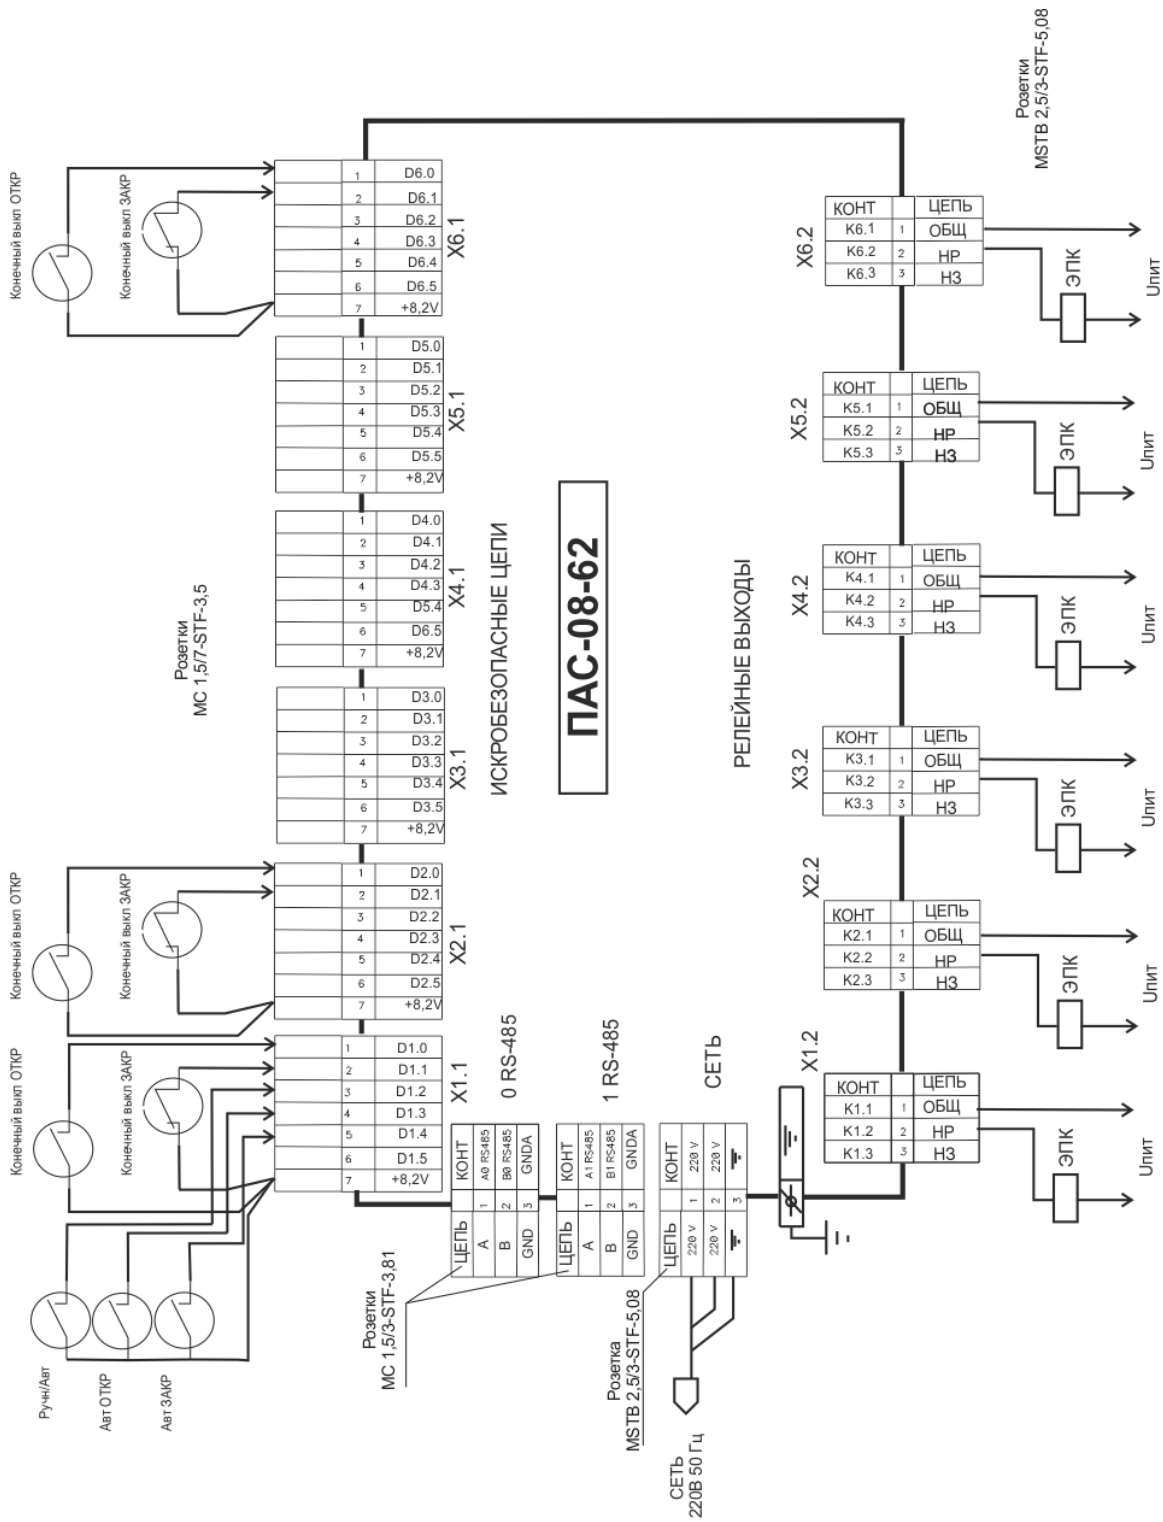 Розетки
MSTB 2,5/3-STF-5,08
Конечный выкл ОТКР
Конечный выкл ЗАКР
1 D6.0
2 D6.1
3 D6.2
4 D6.3
5 D6.4
6 D6.5
7 +8,2V
X6.1
X6.2
КОНТ ЦЕПЬ
K6.1 1 ОБЩ
K6.2 2 НР
K6.3 3 НЗ
ЭПК
Uпит
1 D5.0
2 D5.1
3 D5.2
4 D5.3
5 D5.4
6 D5.5
7 +8,2V
X5.1
X5.2
КОНТ ЦЕПЬ
K5.1 1 ОБЩ
K5.2 2 НР
K5.3 3 НЗ
ЭПК
Uпит
Розетки
MC 1,5/7-STF-3,5
1 D4.0
2 D4.1
3 D4.2
4 D4.3
5 D5.4
6 D6.5
7 +8,2V
X4.1
ИСКРОБЕЗОПАСНЫЕ ЦЕПИ
ПАС-08-62
РЕЛЕЙНЫЕ ВЫХОДЫ
X4.2
КОНТ ЦЕПЬ
K4.1 1 ОБЩ
K4.2 2 НР
K4.3 3 НЗ
ЭПК
Uпит
1 D3.0
2 D3.1
3 D3.2
4 D3.3
5 D3.4
6 D3.5
7 +8,2V
X3.1
X3.2
КОНТ ЦЕПЬ
K3.1 1 ОБЩ
K3.2 2 НР
K3.3 3 НЗ
ЭПК
Uпит
Конечный выкл ОТКР
Конечный выкл ЗАКР
1 D2.0
2 D2.1
3 D2.2
4 D2.3
5 D2.4
6 D2.5
7 +8,2V
X2.1
X2.2
КОНТ ЦЕПЬ
K2.1 1 ОБЩ
K2.2 2 НР
K2.3 3 НЗ
ЭПК
Uпит
Конечный выкл ОТКР
Конечный выкл ЗАКР
1 D1.0
2 D1.1
3 D1.2
4 D1.3
5 D1.4
6 D1.5
7 +8,2V
X1.1
0 RS-485
1 RS-485
СЕТЬ
X1.2
КОНТ ЦЕПЬ
K1.1 1 ОБЩ
K1.2 2 НР
K1.3 3 НЗ
ЭПК
Uпит
ЦЕПЬ КОНТ
A 1 A0 RS485
B 2 B0 RS485
GND 3 GNDA
ЦЕПЬ КОНТ
A 1 A1 RS485
B 2 B1 RS485
GND 3 GNDA
ЦЕПЬ КОНТ
220 V 1 220 V
220 V 2 220 V
3
Розетки
MC 1,5/3-STF-3,81
Розетка
MSTB 2,5/3-STF-5,08
СЕТЬ
220В 50 Гц
Ручн/Авт
Авт ОТКР
Авт ЗАКР